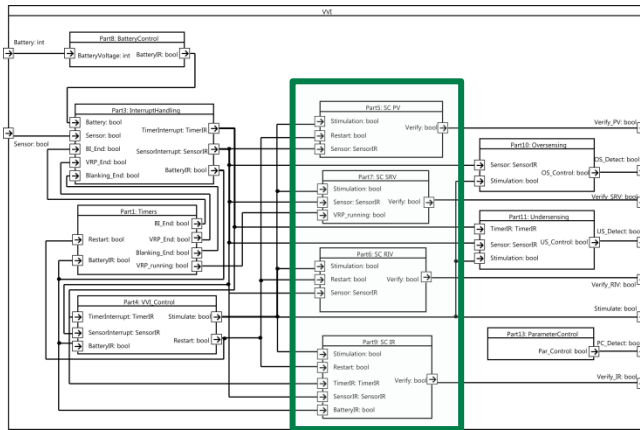 VVI
Battery: int
Part8: BatteryControl
BatteryVoltage: int
BatteryIR: bool
Part3: InterruptHandling
Battery: bool
Sensor: bool
BI_End: bool
VRP_End: bool
Blanking_End: bool
TimerInterrupt: TimerIR
SensorInterrupt: SensorIR
BatteryIR: bool
Sensor: bool
Part1: Timers
Restart: bool
BatteryIR: bool
BI_End: bool
VRP_End: bool
Blanking_End: bool
VRP_running: bool
Part4: VVI_Control
TimerInterrupt: TimerIR
SensorInterrupt: SensorIR
BatteryIR: bool
Stimulate: bool
Restart: bool
Part5: SC PV
Stimulation: bool
Restart: bool
Sensor: SensorIR
Verify: bool
Part7: SC SRV
Stimulation: bool
Sensor: SensorIR
VRP_running: bool
Verify: bool
Part6: SC RIV
Stimulation: bool
Restart: bool
Sensor: SensorIR
Verify: bool
Part9: SC IR
Stimulation: bool
Restart: bool
TimerIR: TimerIR
SensorIR: SensorIR
BatteryIR: bool
Verify: bool
Part10: Oversensing
Sensor: SensorIR
Stimulation: bool
OS_Control: bool
Part11: Undersensing
TimerIR: TimerIR
Sensor: SensorIR
Stimulation: bool
US_Control: bool
Part13: ParameterControl
Par_Control: bool
Verify_PV: bool
OS_Detect: bool
Verify_SRV: bool
US_Detect: bool
Verify_RIV: bool
Stimulate: bool
PC_Detect: bool
Verify_IR: bool